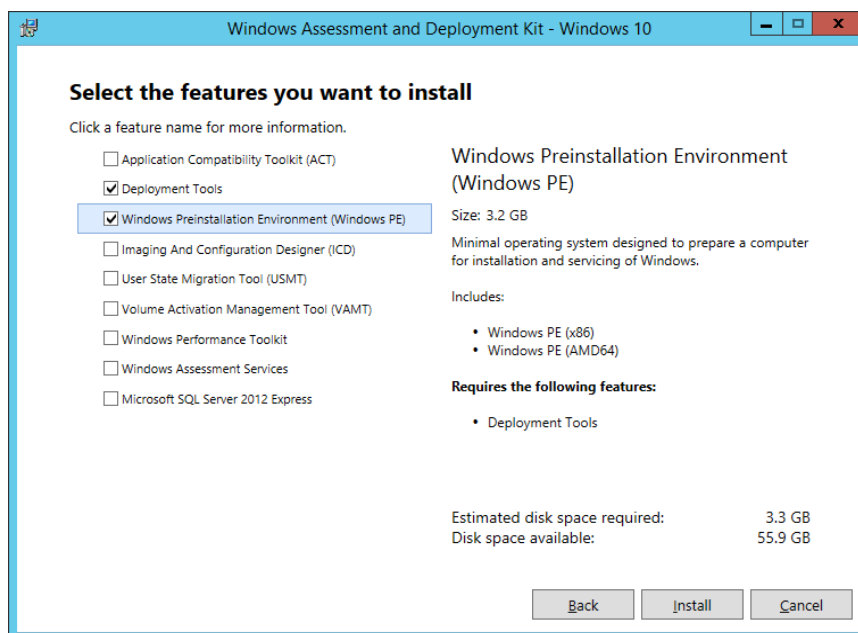 Windows Assessment and Deployment Kit - Windows 10
Select the features you want to install
Click a feature name for more information.
Application Compatibility Toolkit (ACT)
Deployment Tools
Windows Preinstallation Environment (Windows PE)
Imaging And Configuration Designer (ICD)
User State Migration Tool (USMT)
Volume Activation Management Tool (VAMT)
Windows Performance Toolkit
Windows Assessment Services
Microsoft SQL Server 2012 Express
Windows Preinstallation Environment
(Windows PE)
Size: 3.2 GB
Minimal operating system designed to prepare a computer
for installation and servicing of Windows.
Includes:
• Windows PE (x86)
• Windows PE (AMD64)
Requires the following features:
• Deployment Tools
Estimated disk space required: 3.3 GB
Disk space available: 55.9 GB
Back Install Cancel